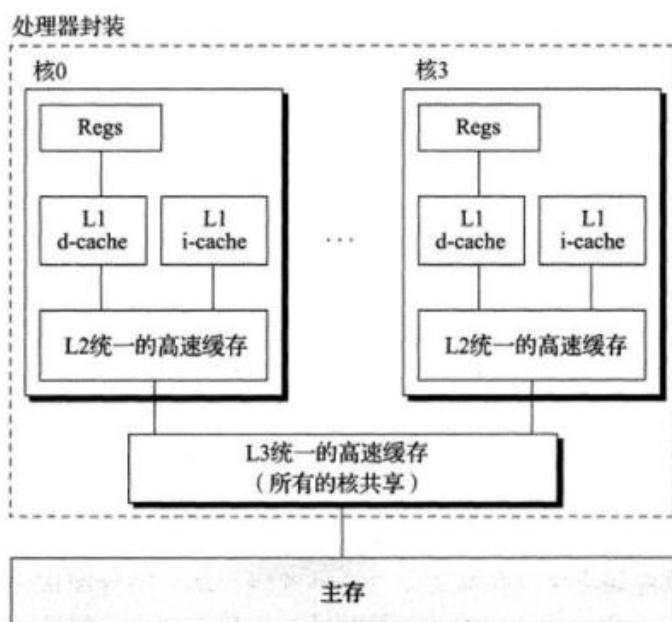 处理器封装
核0
Regs
L1
d-cache
L1
i-cache
L2统一的高速缓存
...
核3
Regs
L1
d-cache
L1
i-cache
L2统一的高速缓存
L3统一的高速缓存
（所有的核共享）
主存